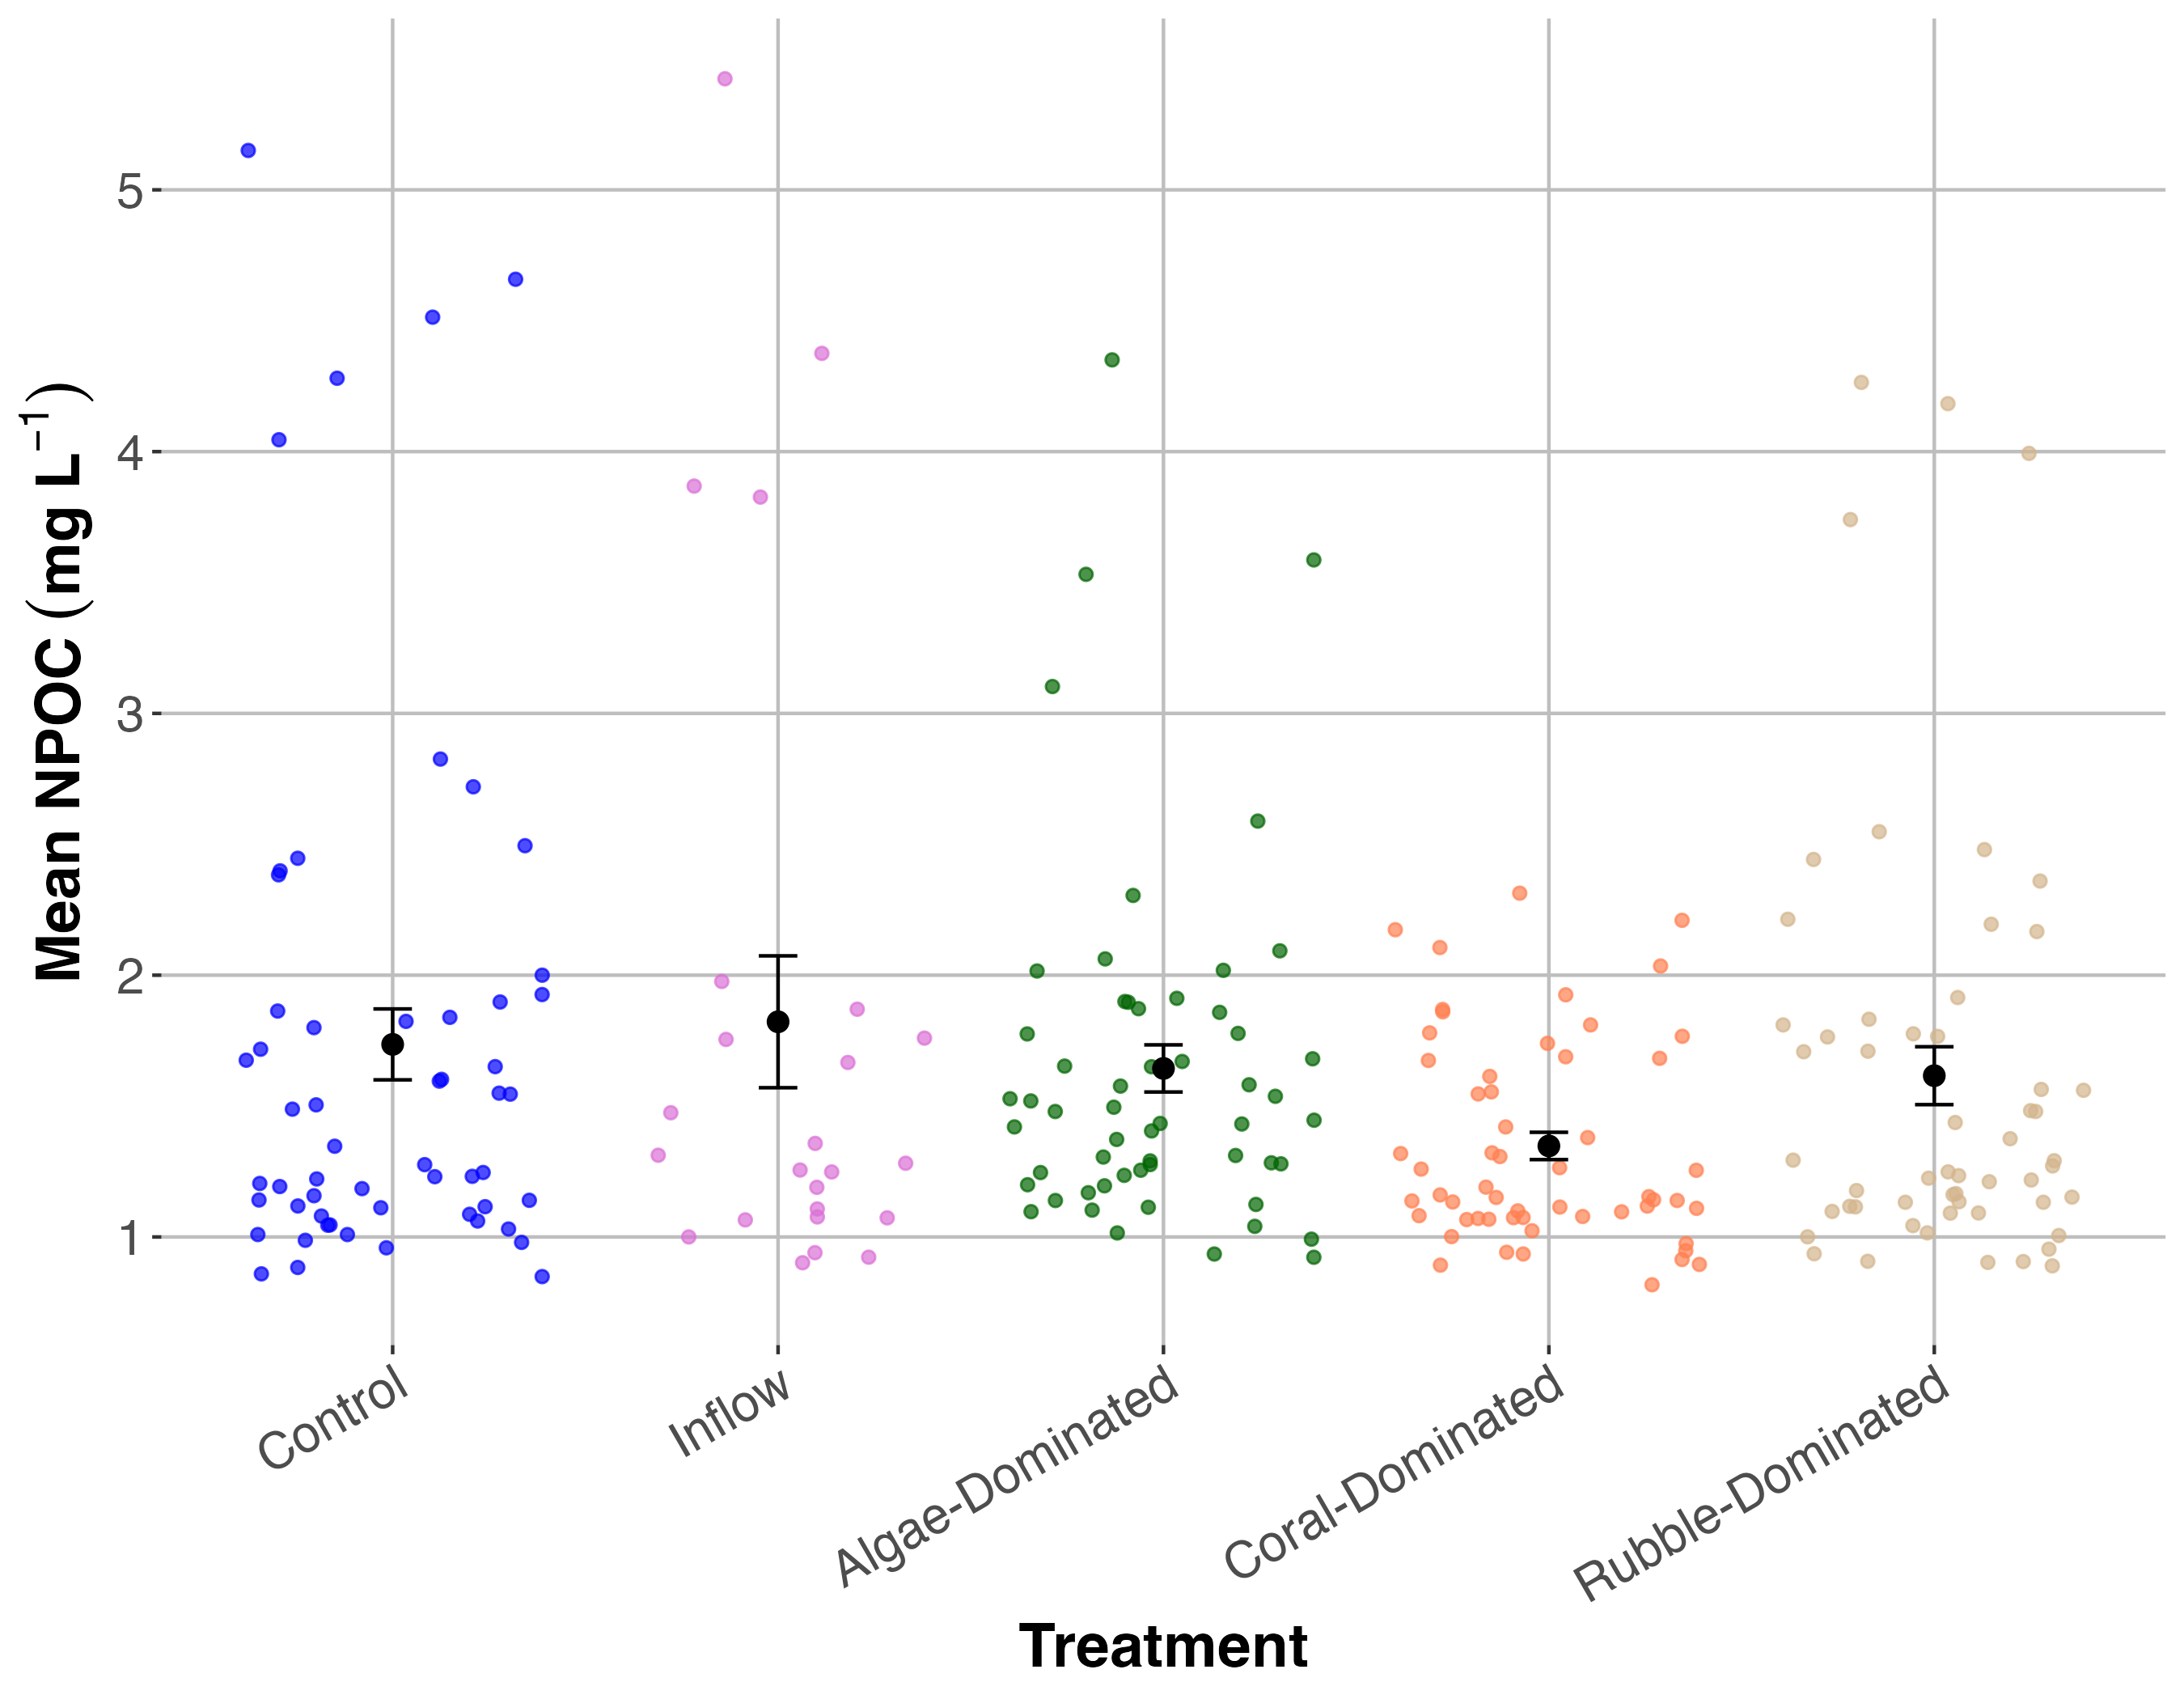 Mean NPOC (mg L⁻¹)
5
4
3
2
1
Control
Inflow
Algae-Dominated
Coral-Dominated
Rubble-Dominated
Treatment